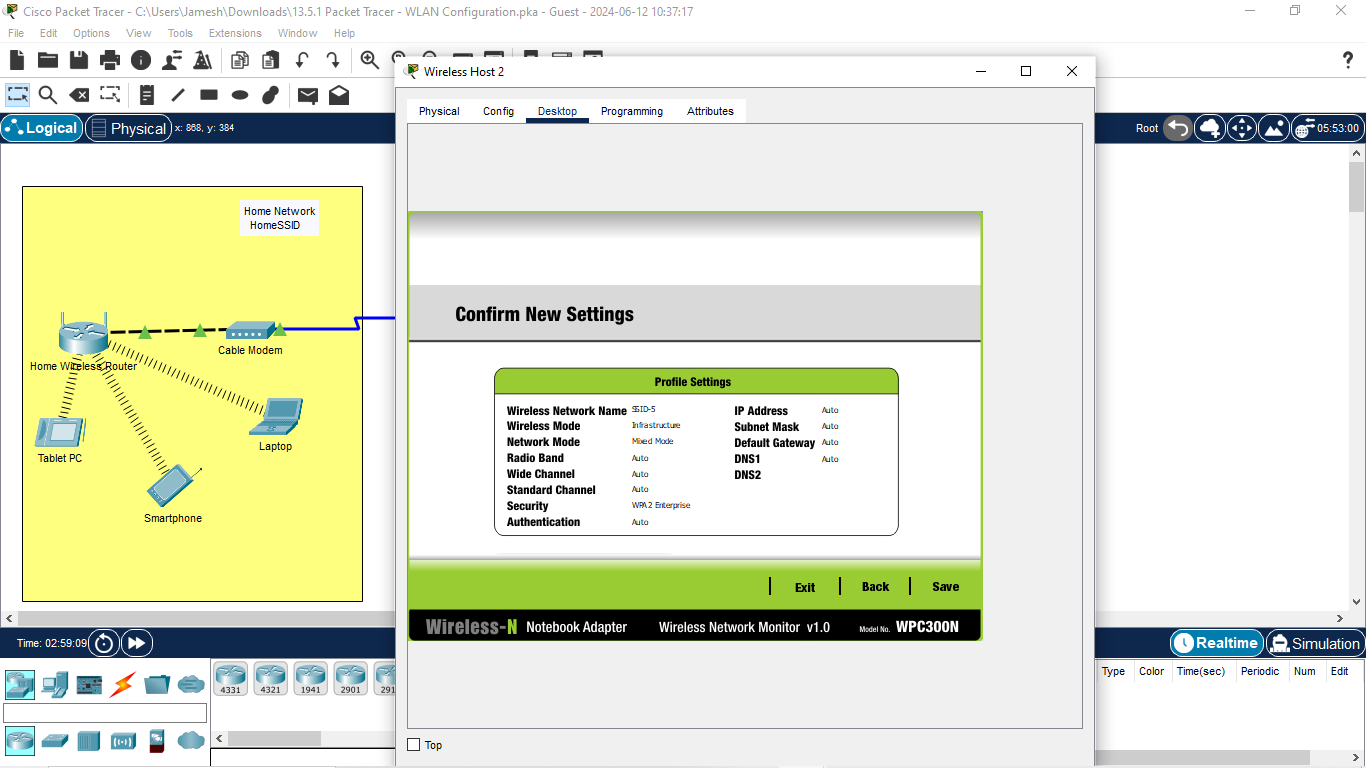 Cisco Packet Tracer - C:\Users\Jamesh\Downloads\13.5.1 Packet Tracer - WLAN Configuration.pka - Guest - 2024-06-12 10:37:17
File Edit Options View Tools Extensions Window Help
Wireless Host 2
Physical Config Desktop Programming Attributes
Logical Physical x: 868, y: 384
Root 05:53:00
Home Network
HomeSSID
Cable Modem
Home Wireless Router
Laptop
Tablet PC
Smartphone
Confirm New Settings
Profile Settings
Wireless Network Name SSID-5 IP Address Auto
Wireless Mode Infrastructure Subnet Mask Auto
Network Mode Mixed Mode Default Gateway Auto
Radio Band Auto DNS1 Auto
Wide Channel Auto DNS2
Standard Channel Auto
Security WPA2 Enterprise
Authentication Auto
Exit Back Save
Wireless-N Notebook Adapter Wireless Network Monitor v1.0 Model No. WPC300N
Time: 02:59:09
Realtime Simulation
4331 4321 1941 2901 291
Type Color Time(sec) Periodic Num Edit
Top